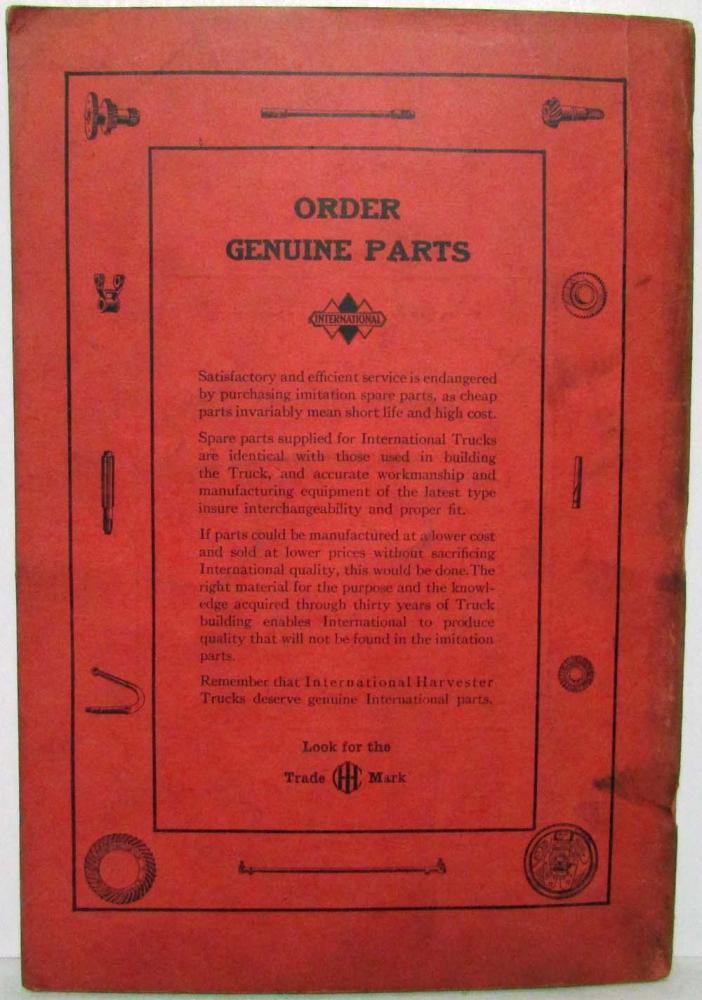 ORDER
GENUINE PARTS
INTERNATIONAL
Satisfactory and efficient service is endangered
by purchasing imitation spare parts, as cheap
parts invariably mean short life and high cost.
Spare parts supplied for International Trucks
are identical with those used in building
the Truck, and accurate workmanship and
manufacturing equipment of the latest type
insure interchangeability and proper fit.
If parts could be manufactured at a lower cost
and sold at lower prices without sacrificing
International quality, this would be done. The
right material for the purpose and the knowl-
edge acquired through thirty years of Truck
building enables International to produce
quality that will not be found in the imitation
parts.
Remember that International Harvester
Trucks deserve genuine International parts.
Look for the
Trade IHC Mark